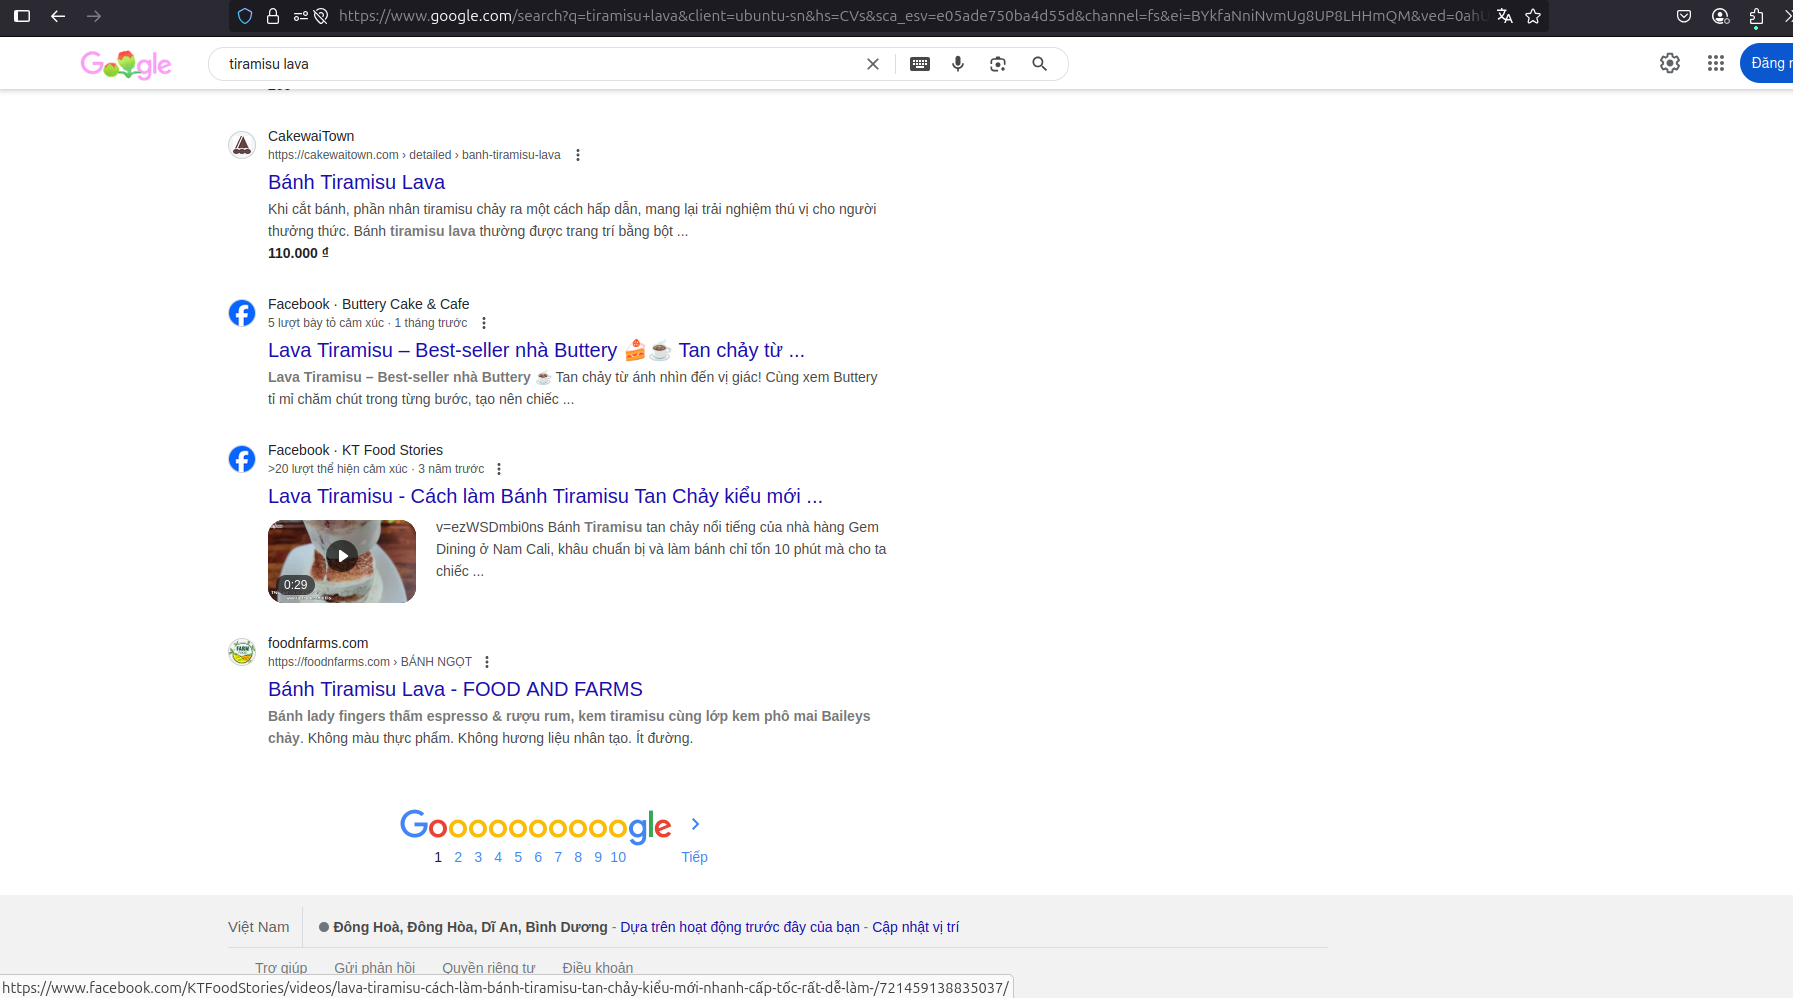 https://www.google.com/search?q=tiramisu+lava&client=ubuntu-sn&hs=CVs&sca_esv=e05ade750ba4d55d&channel=fs&ei=BYkfaNniNvmUg8UP8LHHmQM&ved=0ahU
Google
tiramisu lava
Đăng n
CakewaiTown
https://cakewaitown.com › detailed › banh-tiramisu-lava
Bánh Tiramisu Lava
Khi cắt bánh, phần nhân tiramisu chảy ra một cách hấp dẫn, mang lại trải nghiệm thú vị cho người
thưởng thức. Bánh tiramisu lava thường được trang trí bằng bột ...
110.000 ₫
Facebook · Buttery Cake & Cafe
5 lượt bày tỏ cảm xúc · 1 tháng trước
Lava Tiramisu – Best-seller nhà Buttery 🍰☕ Tan chảy từ ...
Lava Tiramisu – Best-seller nhà Buttery ☕ Tan chảy từ ánh nhìn đến vị giác! Cùng xem Buttery
tỉ mỉ chăm chút trong từng bước, tạo nên chiếc ...
Facebook · KT Food Stories
>20 lượt thể hiện cảm xúc · 3 năm trước
Lava Tiramisu - Cách làm Bánh Tiramisu Tan Chảy kiểu mới ...
v=ezWSDmbi0ns Bánh Tiramisu tan chảy nổi tiếng của nhà hàng Gem
Dining ở Nam Cali, khâu chuẩn bị và làm bánh chỉ tốn 10 phút mà cho ta
chiếc ...
0:29
foodnfarms.com
https://foodnfarms.com › BÁNH NGỌT
Bánh Tiramisu Lava - FOOD AND FARMS
Bánh lady fingers thấm espresso & rượu rum, kem tiramisu cùng lớp kem phô mai Baileys
chảy. Không màu thực phẩm. Không hương liệu nhân tạo. Ít đường.
Goooooooooogle
1 2 3 4 5 6 7 8 9 10 Tiếp
Việt Nam
Đông Hoà, Đông Hòa, Dĩ An, Bình Dương - Dựa trên hoạt động trước đây của bạn - Cập nhật vị trí
Trợ giúp Gửi phản hồi Quyền riêng tư Điều khoản
https://www.facebook.com/KTFoodStories/videos/lava-tiramisu-cách-làm-bánh-tiramisu-tan-chảy-kiểu-mới-nhanh-cấp-tốc-rất-dễ-làm-/721459138835037/